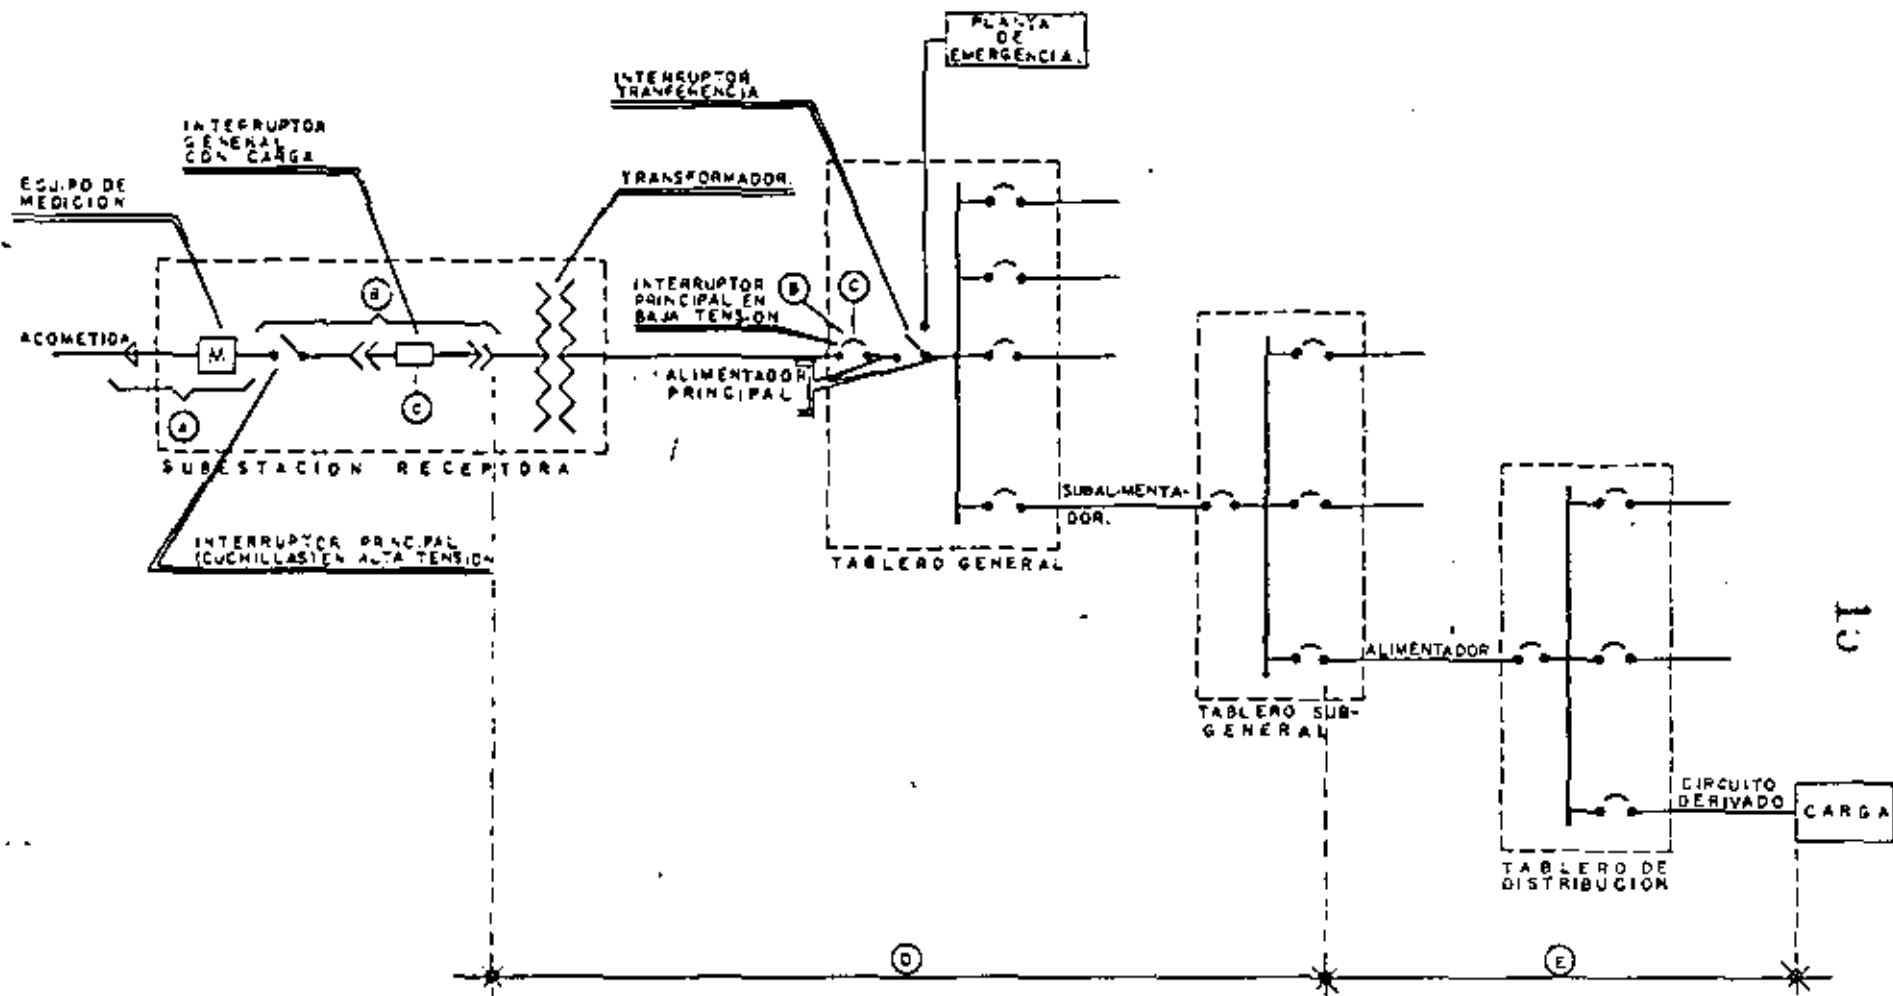 PLANTA
DE
EMERGENCIA.
INTERRUPTOR
TRANFERENCIA
INTERRUPTOR
GENERAL
CON CARGA
EQUIPO DE
MEDICION
TRANSFORMADOR.
B
INTERRUPTOR
PRINCIPAL EN
BAJA TENSION
B
C
ACOMETIDA
M
C
A
ALIMENTADOR
PRINCIPAL
SUBESTACION RECEPTORA
INTERRUPTOR PRINCIPAL
(CUCHILLAS) EN ALTA TENSION
SUBALIMENTA-
DOR.
TABLERO GENERAL
ALIMENTADOR
TABLERO SUB-
GENERAL
CIRCUITO
DERIVADO
CARGA
TABLERO DE
DISTRIBUCION
D
E